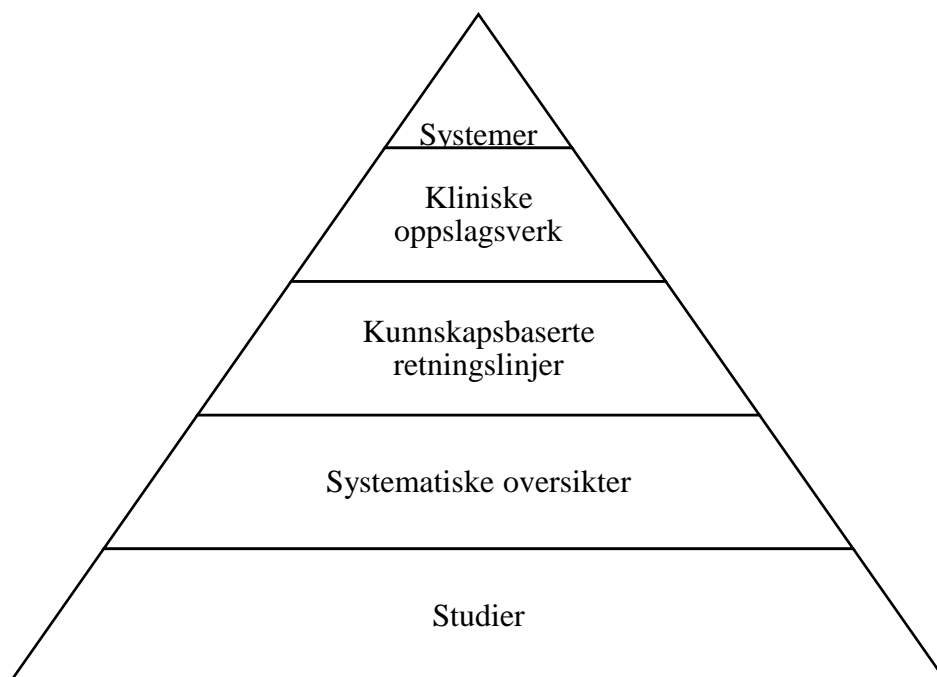 Systemer
Kliniske
oppslagsverk
Kunnskapsbaserte
retningslinjer
Systematiske oversikter
Studier